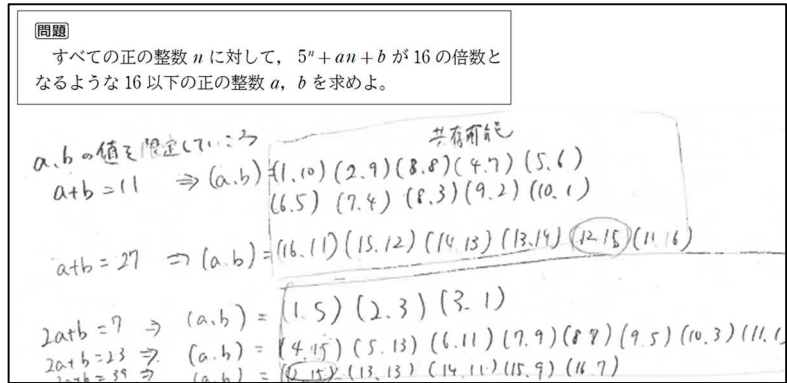 問題
すべての正の整数 n に対して，5ⁿ+an+b が 16 の倍数と
なるような 16 以下の正の整数 a，b を求めよ。
共有可能
a、bの値を限定していこう
a+b=11 ⇒ (a.b)=(1.10)(2.9)(8.8)(4.7)(5.6)
(6.5)(7.4)(8.3)(9.2)(10.1)
a+b=27 ⇒ (a.b)=(16.11)(15.12)(14.13)(13.14)(12.15)(11.16)
2a+b=7 ⇒ (a.b)=(1.5)(2.3)(3.1)
2a+b=23 ⇒ (a.b)=(4.15)(5.13)(6.11)(7.9)(8.7)(9.5)(10.3)(11.1
2a+b=39 ⇒ (a.b)=(12.15)(13.13)(14.11)(15.9)(16.7)